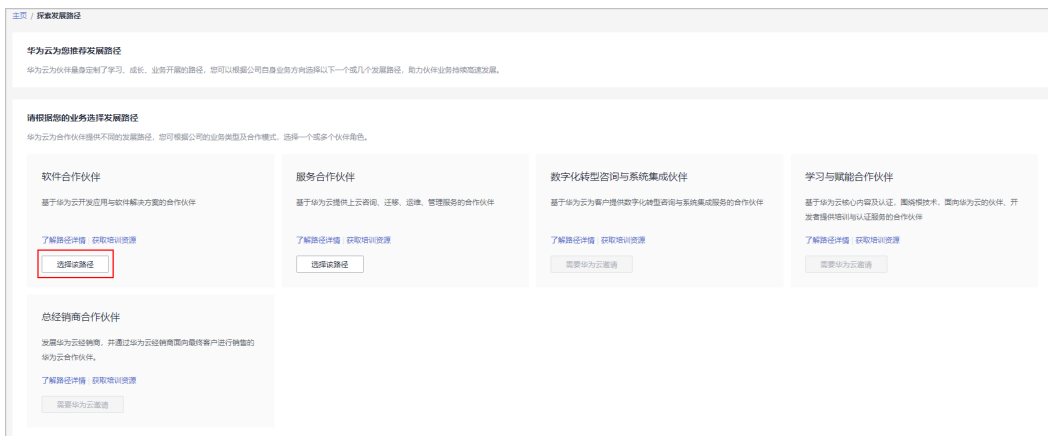 主页 / 探索发展路径
华为云为您推荐发展路径
华为云为伙伴量身定制了学习、成长、业务开展的路径，您可以根据公司自身业务方向选择以下一个或几个发展路径，助力伙伴业务持续高速发展。
请根据您的业务选择发展路径
华为云为合作伙伴提供不同的发展路径，您可根据公司的业务类型及合作模式，选择一个或多个伙伴角色。
软件合作伙伴
基于华为云开发应用与软件解决方案的合作伙伴
了解路径详情 获取培训资源
选择该路径
服务合作伙伴
基于华为云提供上云咨询、迁移、运维、管理服务的合作伙伴
了解路径详情 获取培训资源
选择该路径
数字化转型咨询与系统集成伙伴
基于华为云为客户提供数字化转型咨询与系统集成服务的合作伙伴
了解路径详情 获取培训资源
需要华为云邀请
学习与赋能合作伙伴
基于华为云核心内容及认证，围绕根技术，面向华为云的伙伴、开
发者提供培训与认证服务的合作伙伴
了解路径详情 获取培训资源
需要华为云邀请
总经销商合作伙伴
发展华为云经销商，并通过华为云经销商面向最终客户进行销售的
华为云合作伙伴。
了解路径详情 获取培训资源
需要华为云邀请